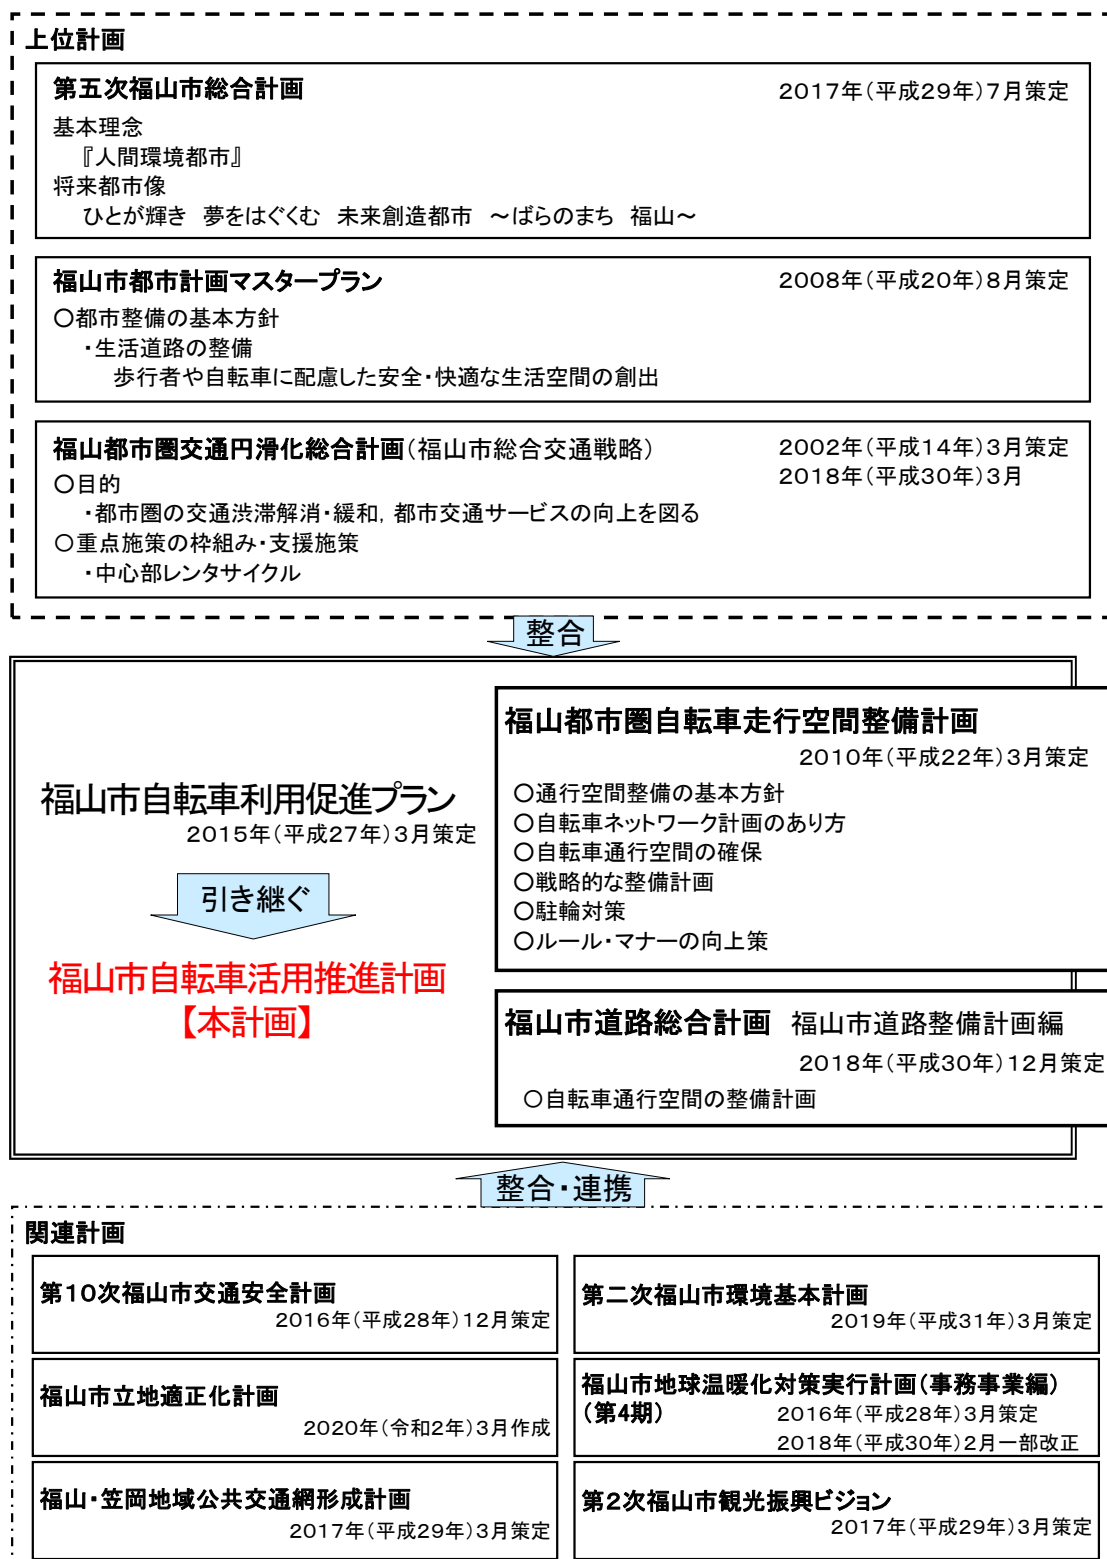 上位計画
第五次福山市総合計画 2017年(平成29年)7月策定
基本理念
『人間環境都市』
将来都市像
ひとが輝き 夢をはぐくむ 未来創造都市 ～ばらのまち 福山～
福山市都市計画マスタープラン 2008年(平成20年)8月策定
○都市整備の基本方針
・生活道路の整備
歩行者や自転車に配慮した安全・快適な生活空間の創出
福山都市圏交通円滑化総合計画(福山市総合交通戦略) 2002年(平成14年)3月策定
2018年(平成30年)3月
○目的
・都市圏の交通渋滞解消・緩和，都市交通サービスの向上を図る
○重点施策の枠組み・支援施策
・中心部レンタサイクル
整合
福山市自転車利用促進プラン
2015年(平成27年)3月策定
引き継ぐ
福山市自転車活用推進計画
【本計画】
福山都市圏自転車走行空間整備計画
2010年(平成22年)3月策定
○通行空間整備の基本方針
○自転車ネットワーク計画のあり方
○自転車通行空間の確保
○戦略的な整備計画
○駐輪対策
○ルール・マナーの向上策
福山市道路総合計画 福山市道路整備計画編
2018年(平成30年)12月策定
○自転車通行空間の整備計画
整合・連携
関連計画
第10次福山市交通安全計画
2016年(平成28年)12月策定
第二次福山市環境基本計画
2019年(平成31年)3月策定
福山市立地適正化計画
2020年(令和2年)3月作成
福山市地球温暖化対策実行計画(事務事業編)
(第4期) 2016年(平成28年)3月策定
2018年(平成30年)2月一部改正
福山・笠岡地域公共交通網形成計画
2017年(平成29年)3月策定
第2次福山市観光振興ビジョン
2017年(平成29年)3月策定